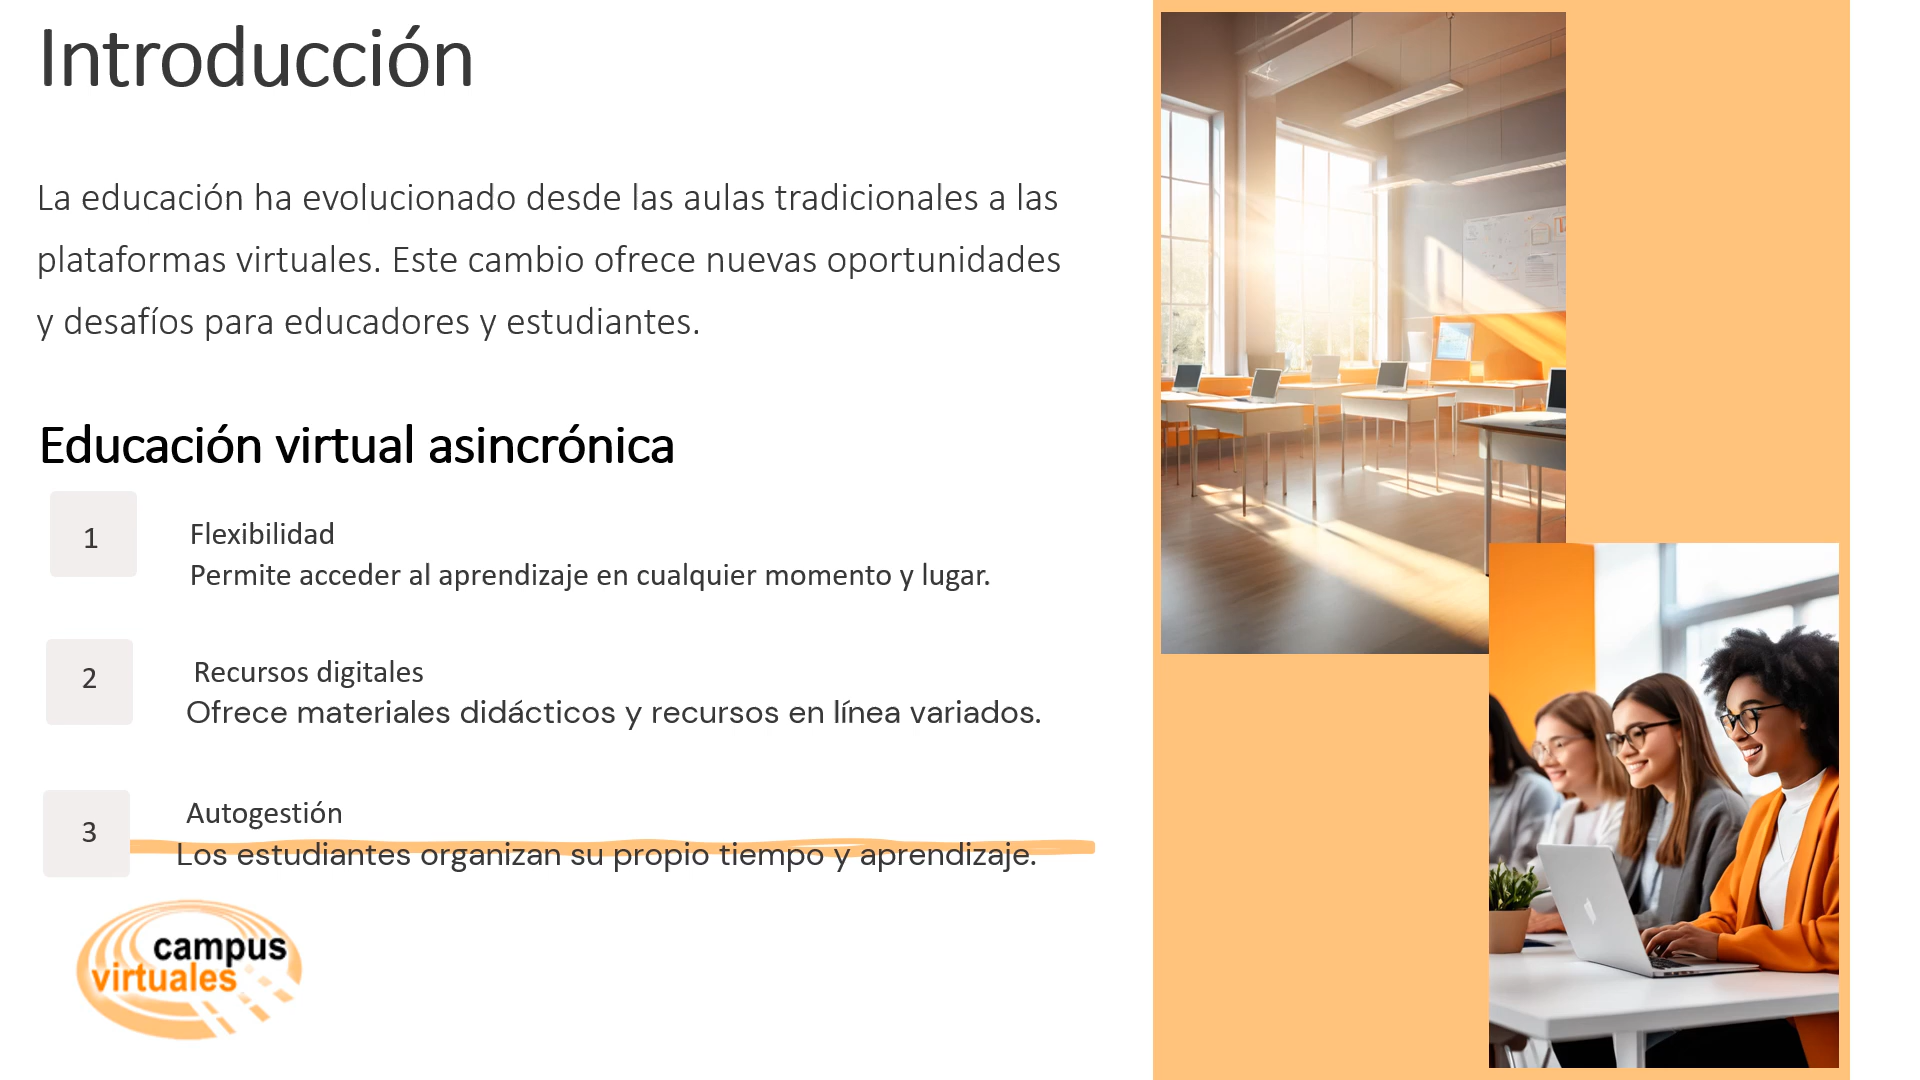 Introducción
La educación ha evolucionado desde las aulas tradicionales a las
plataformas virtuales. Este cambio ofrece nuevas oportunidades
y desafíos para educadores y estudiantes.
Educación virtual asincrónica
1
Flexibilidad
Permite acceder al aprendizaje en cualquier momento y lugar.
2
Recursos digitales
Ofrece materiales didácticos y recursos en línea variados.
3
Autogestión
Los estudiantes organizan su propio tiempo y aprendizaje.
campus
virtuales